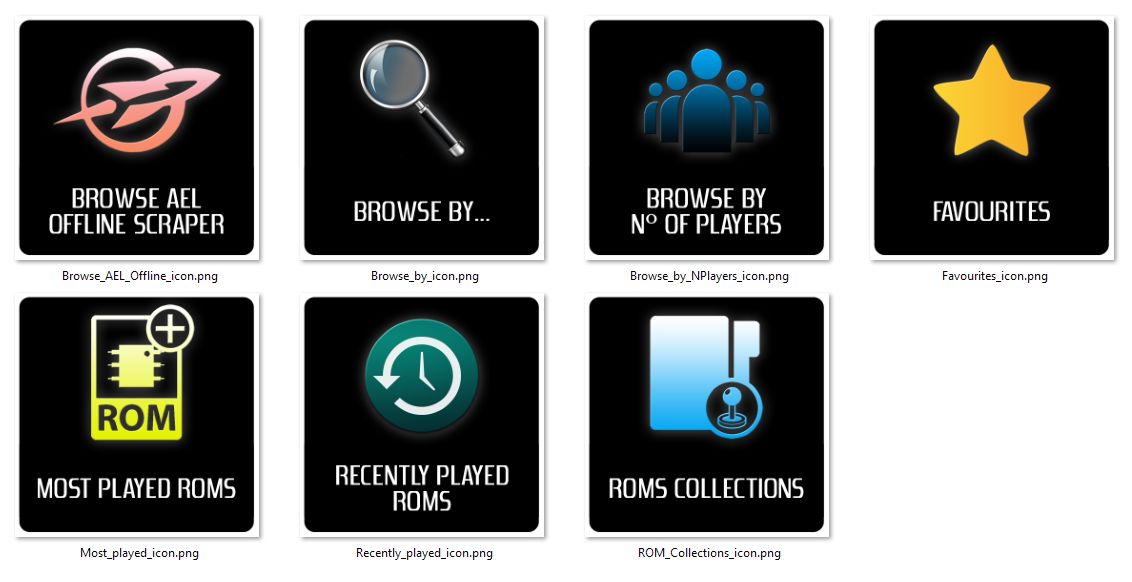 BROWSE AEL
OFFLINE SCRAPER
Browse_AEL_Offline_icon.png
BROWSE BY...
Browse_by_icon.png
BROWSE BY
Nº OF PLAYERS
Browse_by_NPlayers_icon.png
FAVOURITES
Favourites_icon.png
ROM
MOST PLAYED ROMS
Most_played_icon.png
RECENTLY PLAYED
ROMS
Recently_played_icon.png
ROMS COLLECTIONS
ROM_Collections_icon.png